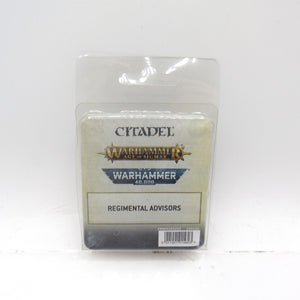 CITADEL
WARHAMMER
AGE OF SIGMAR
WARHAMMER
40,000
REGIMENTAL ADVISORS